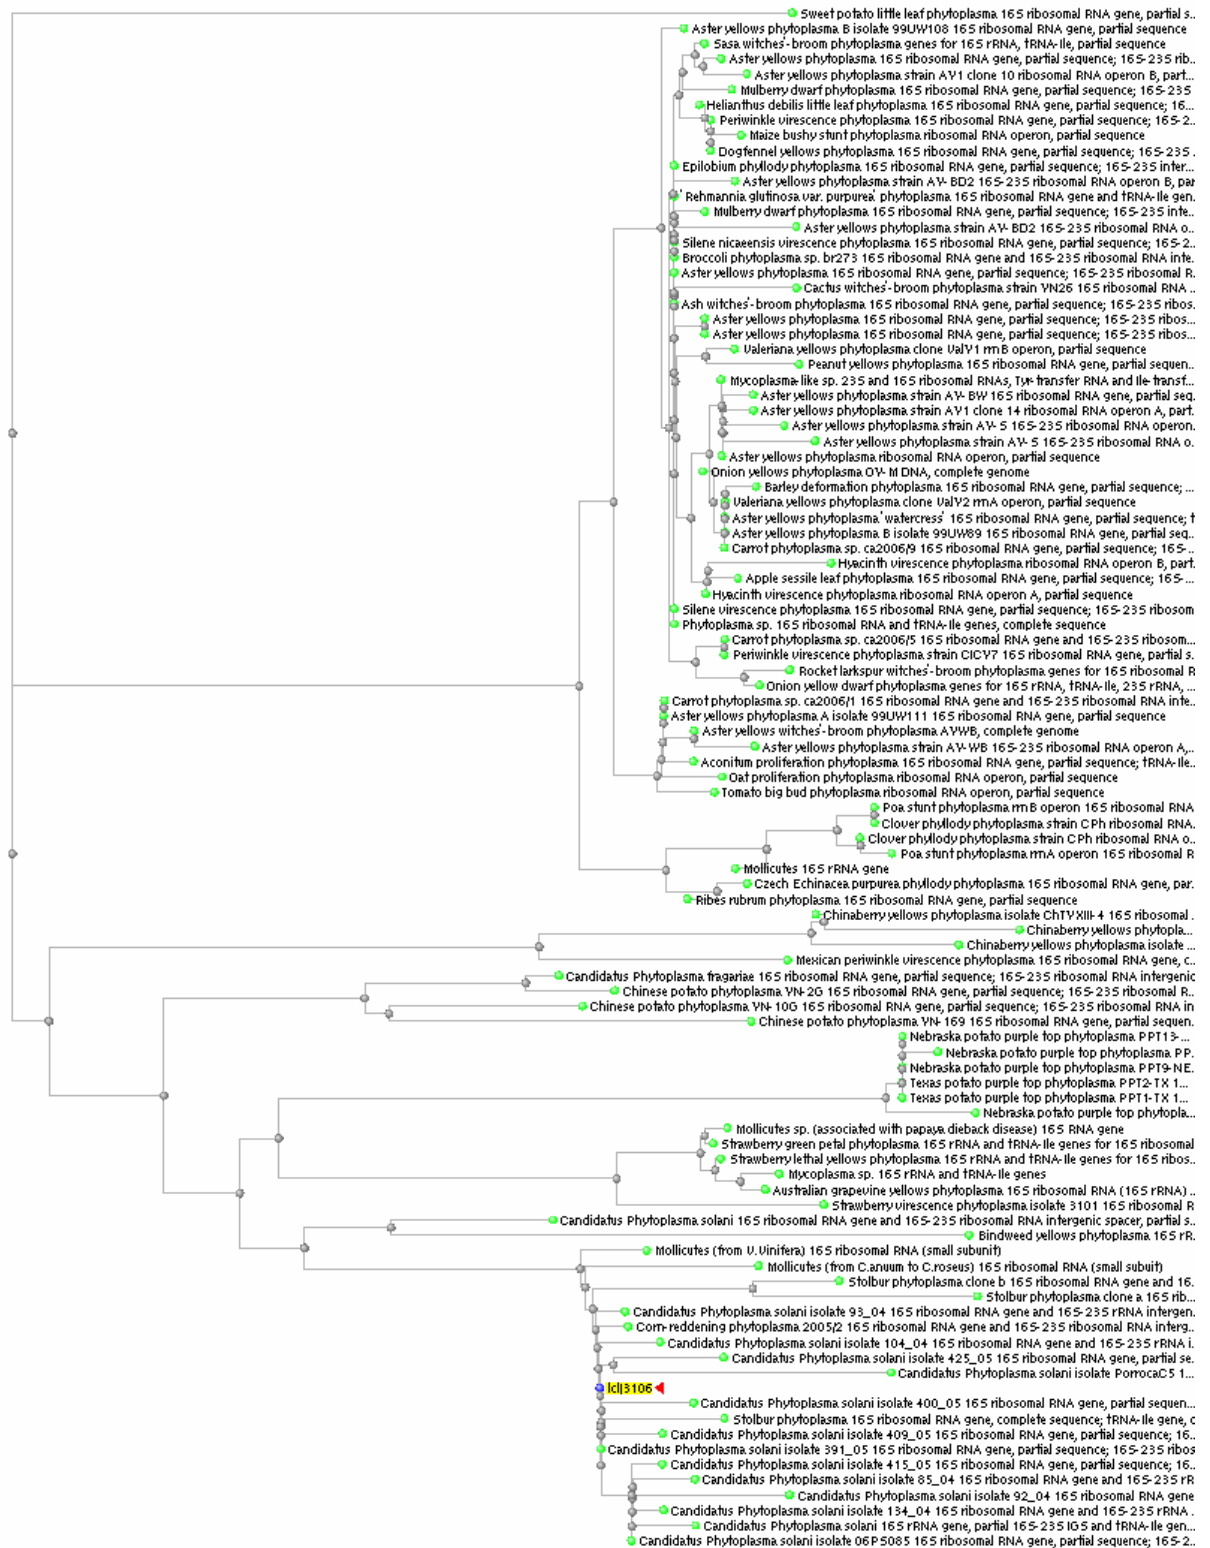 Sweet potato little leaf phytoplasma 16S ribosomal RNA gene, partial s..
Aster yellows phytoplasma B isolate 99UW108 16S ribosomal RNA gene, partial sequence
Sasa witches'-broom phytoplasma genes for 16S rRNA, tRNA-Ile, partial sequence
Aster yellows phytoplasma 16S ribosomal RNA gene, partial sequence; 16S-23S rib..
Aster yellows phytoplasma strain AY1 clone 10 ribosomal RNA operon B, part...
Mulberry dwarf phytoplasma 16S ribosomal RNA gene, partial sequence; 16S-23S
Helianthus debilis little leaf phytoplasma 16S ribosomal RNA gene, partial sequence; 16...
Periwinkle virescence phytoplasma 16S ribosomal RNA gene, partial sequence; 16S-2...
Maize bushy stunt phytoplasma ribosomal RNA operon, partial sequence
Dogfennel yellows phytoplasma 16S ribosomal RNA gene, partial sequence; 16S-23S .
Epilobium phyllody phytoplasma 16S ribosomal RNA gene, partial sequence; 16S-23S inter...
Aster yellows phytoplasma strain AY-BD2 16S-23S ribosomal RNA operon B, par
'Rehmannia glutinosa var. purpurea' phytoplasma 16S ribosomal RNA gene and tRNA-Ile gen.
Mulberry dwarf phytoplasma 16S ribosomal RNA gene, partial sequence; 16S-23S inte...
Aster yellows phytoplasma strain AY-BD2 16S-23S ribosomal RNA o..
Silene nicaeensis virescence phytoplasma 16S ribosomal RNA gene, partial sequence; 16S-2...
Broccoli phytoplasma sp. br273 16S ribosomal RNA gene and 16S-23S ribosomal RNA inte.
Aster yellows phytoplasma 16S ribosomal RNA gene, partial sequence; 16S-23S ribosomal R.
Cactus witches'-broom phytoplasma strain YN26 16S ribosomal RNA ..
Ash witches'-broom phytoplasma 16S ribosomal RNA gene, partial sequence; 16S-23S ribos.
Aster yellows phytoplasma 16S ribosomal RNA gene, partial sequence; 16S-23S ribos...
Aster yellows phytoplasma 16S ribosomal RNA gene, partial sequence; 16S-23S ribos...
Valeriana yellows phytoplasma clone ValY1 rrnB operon, partial sequence
Peanut yellows phytoplasma 16S ribosomal RNA gene, partial sequen..
Mycoplasma-like sp. 23S and 16S ribosomal RNAs, Tyr-transfer RNA and Ile-transf...
Aster yellows phytoplasma strain AY-BW 16S ribosomal RNA gene, partial seq.
Aster yellows phytoplasma strain AY1 clone 14 ribosomal RNA operon A, part.
Aster yellows phytoplasma strain AY-S 16S-23S ribosomal RNA operon.
Aster yellows phytoplasma strain AY-S 16S-23S ribosomal RNA o.
Aster yellows phytoplasma ribosomal RNA operon, partial sequence
Onion yellows phytoplasma OY-M DNA, complete genome
Barley deformation phytoplasma 16S ribosomal RNA gene, partial sequence; ...
Valeriana yellows phytoplasma clone ValY2 rrnA operon, partial sequence
Aster yellows phytoplasma 'watercress' 16S ribosomal RNA gene, partial sequence; t
Aster yellows phytoplasma B isolate 99UW89 16S ribosomal RNA gene, partial seq..
Carrot phytoplasma sp. ca2006/9 16S ribosomal RNA gene, partial sequence; 16S-..
Hyacinth virescence phytoplasma ribosomal RNA operon B, part.
Apple sessile leaf phytoplasma 16S ribosomal RNA gene, partial sequence; 16S-...
Hyacinth virescence phytoplasma ribosomal RNA operon A, partial sequence
Silene virescence phytoplasma 16S ribosomal RNA gene, partial sequence; 16S-23S ribosom
Phytoplasma sp. 16S ribosomal RNA and tRNA-Ile genes, complete sequence
Carrot phytoplasma sp. ca2006/5 16S ribosomal RNA gene and 16S-23S ribosom...
Periwinkle virescence phytoplasma strain CICV7 16S ribosomal RNA gene, partial s.
Rocket larkspur witches'-broom phytoplasma genes for 16S ribosomal R
Onion yellow dwarf phytoplasma genes for 16S rRNA, tRNA-Ile, 23S rRNA, ...
Carrot phytoplasma sp. ca2006/1 16S ribosomal RNA gene and 16S-23S ribosomal RNA inte..
Aster yellows phytoplasma A isolate 99UW111 16S ribosomal RNA gene, partial sequence
Aster yellows witches'-broom phytoplasma AYWB, complete genome
Aster yellows phytoplasma strain AY-WB 16S-23S ribosomal RNA operon A,..
Aconitum proliferation phytoplasma 16S ribosomal RNA gene, partial sequence; tRNA-Ile...
Oat proliferation phytoplasma ribosomal RNA operon, partial sequence
Tomato big bud phytoplasma ribosomal RNA operon, partial sequence
Poa stunt phytoplasma rrnB operon 16S ribosomal RNA
Clover phyllody phytoplasma strain CPh ribosomal RNA.
Clover phyllody phytoplasma strain CPh ribosomal RNA o..
Poa stunt phytoplasma rrnA operon 16S ribosomal R
Mollicutes 16S rRNA gene
Czech Echinacea purpurea phyllody phytoplasma 16S ribosomal RNA gene, par.
Ribes rubrum phytoplasma 16S ribosomal RNA gene, partial sequence
Chinaberry yellows phytoplasma isolate ChTYXIII-4 16S ribosomal .
Chinaberry yellows phytopla...
Chinaberry yellows phytoplasma isolate ...
Mexican periwinkle virescence phytoplasma 16S ribosomal RNA gene, c..
Candidatus Phytoplasma fragariae 16S ribosomal RNA gene, partial sequence; 16S-23S ribosomal RNA intergenic
Chinese potato phytoplasma YN-2G 16S ribosomal RNA gene, partial sequence; 16S-23S ribosomal R..
Chinese potato phytoplasma YN-10G 16S ribosomal RNA gene, partial sequence; 16S-23S ribosomal RNA in
Chinese potato phytoplasma YN-169 16S ribosomal RNA gene, partial sequen.
Nebraska potato purple top phytoplasma PPT13-...
Nebraska potato purple top phytoplasma PP.
Nebraska potato purple top phytoplasma PPT9-NE.
Texas potato purple top phytoplasma PPT2-TX 1...
Texas potato purple top phytoplasma PPT1-TX 1...
Nebraska potato purple top phytopla...
Mollicutes sp. (associated with papaya dieback disease) 16S RNA gene
Strawberry green petal phytoplasma 16S rRNA and tRNA-Ile genes for 16S ribosomal
Strawberry lethal yellows phytoplasma 16S rRNA and tRNA-Ile genes for 16S ribos..
Mycoplasma sp. 16S rRNA and tRNA-Ile genes
Australian grapevine yellows phytoplasma 16S ribosomal RNA (16S rRNA) ..
Strawberry virescence phytoplasma isolate 3101 16S ribosomal R
Candidatus Phytoplasma solani 16S ribosomal RNA gene and 16S-23S ribosomal RNA intergenic spacer, partial s..
Bindweed yellows phytoplasma 16S rR.
Mollicutes (from V.Vinifera) 16S ribosomal RNA (small subunit)
Mollicutes (from C.anuum to C.roseus) 16S ribosomal RNA (small subuit)
Stolbur phytoplasma clone b 16S ribosomal RNA gene and 16.
Stolbur phytoplasma clone a 16S rib...
Candidatus Phytoplasma solani isolate 93_04 16S ribosomal RNA gene and 16S-23S rRNA intergen.
Corn-reddening phytoplasma 2005/2 16S ribosomal RNA gene and 16S-23S ribosomal RNA interg..
Candidatus Phytoplasma solani isolate 104_04 16S ribosomal RNA gene and 16S-23S rRNA i.
Candidatus Phytoplasma solani isolate 425_05 16S ribosomal RNA gene, partial se.
Candidatus Phytoplasma solani isolate PorrocaC5 1...
lcl|3106
Candidatus Phytoplasma solani isolate 400_05 16S ribosomal RNA gene, partial sequen...
Stolbur phytoplasma 16S ribosomal RNA gene, complete sequence; tRNA-Ile gene, c
Candidatus Phytoplasma solani isolate 409_05 16S ribosomal RNA gene, partial sequence; 16..
Candidatus Phytoplasma solani isolate 391_05 16S ribosomal RNA gene, partial sequence; 16S-23S ribos
Candidatus Phytoplasma solani isolate 415_05 16S ribosomal RNA gene, partial sequence; 16..
Candidatus Phytoplasma solani isolate 85_04 16S ribosomal RNA gene and 16S-23S rR
Candidatus Phytoplasma solani isolate 92_04 16S ribosomal RNA gene
Candidatus Phytoplasma solani isolate 134_04 16S ribosomal RNA gene and 16S-23S rRNA .
Candidatus Phytoplasma solani 16S rRNA gene, partial 16S-23S IGS and tRNA-Ile gen...
Candidatus Phytoplasma solani isolate 06PS085 16S ribosomal RNA gene, partial sequence; 16S-2..